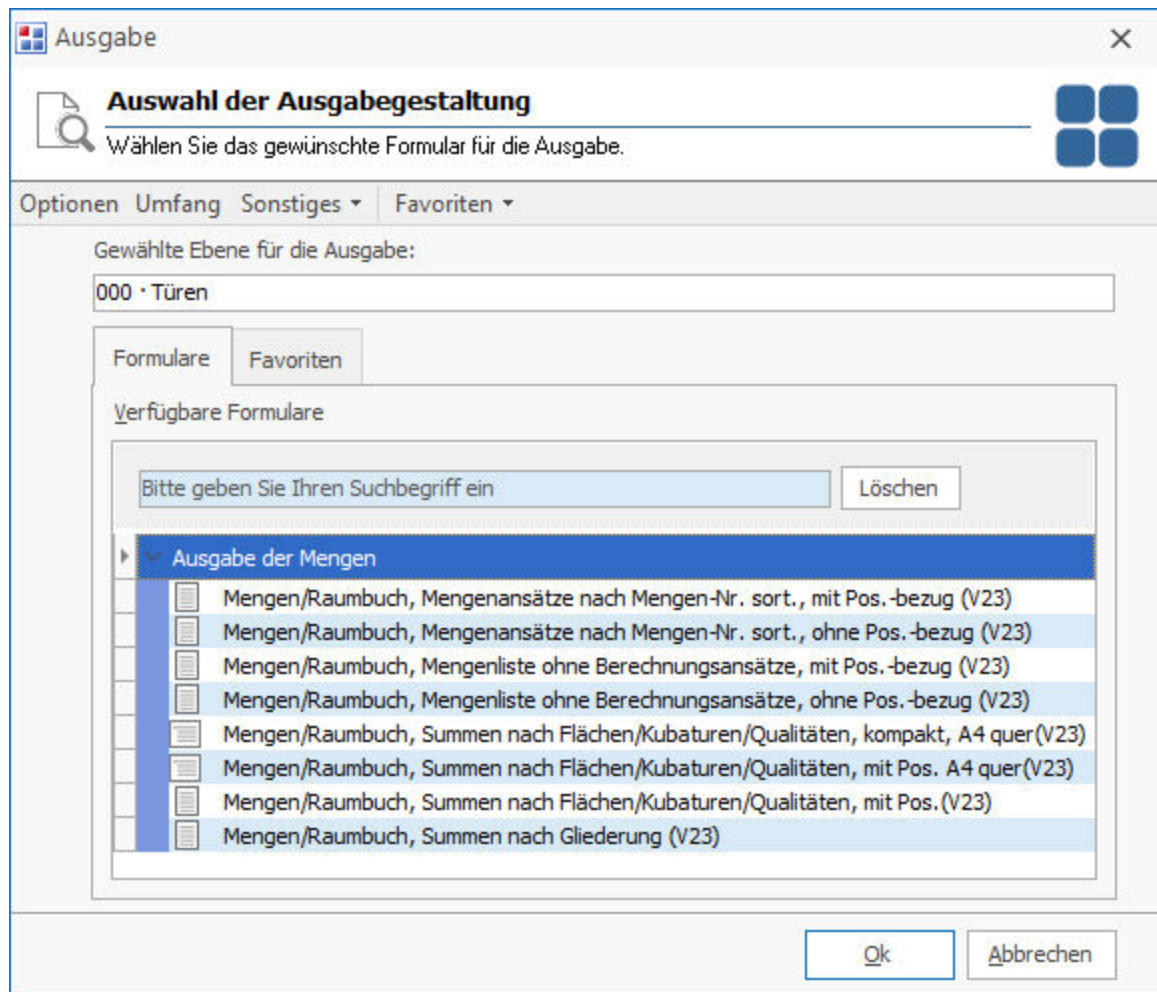 Ausgabe
Auswahl der Ausgabegestaltung
Wählen Sie das gewünschte Formular für die Ausgabe.
Optionen Umfang Sonstiges Favoriten
Gewählte Ebene für die Ausgabe:
000 · Türen
Formulare Favoriten
Verfügbare Formulare
Bitte geben Sie Ihren Suchbegriff ein Löschen
Ausgabe der Mengen
Mengen/Raumbuch, Mengenansätze nach Mengen-Nr. sort., mit Pos.-bezug (V23)
Mengen/Raumbuch, Mengenansätze nach Mengen-Nr. sort., ohne Pos.-bezug (V23)
Mengen/Raumbuch, Mengenliste ohne Berechnungsansätze, mit Pos.-bezug (V23)
Mengen/Raumbuch, Mengenliste ohne Berechnungsansätze, ohne Pos.-bezug (V23)
Mengen/Raumbuch, Summen nach Flächen/Kubaturen/Qualitäten, kompakt, A4 quer(V23)
Mengen/Raumbuch, Summen nach Flächen/Kubaturen/Qualitäten, mit Pos. A4 quer(V23)
Mengen/Raumbuch, Summen nach Flächen/Kubaturen/Qualitäten, mit Pos.(V23)
Mengen/Raumbuch, Summen nach Gliederung (V23)
Ok Abbrechen